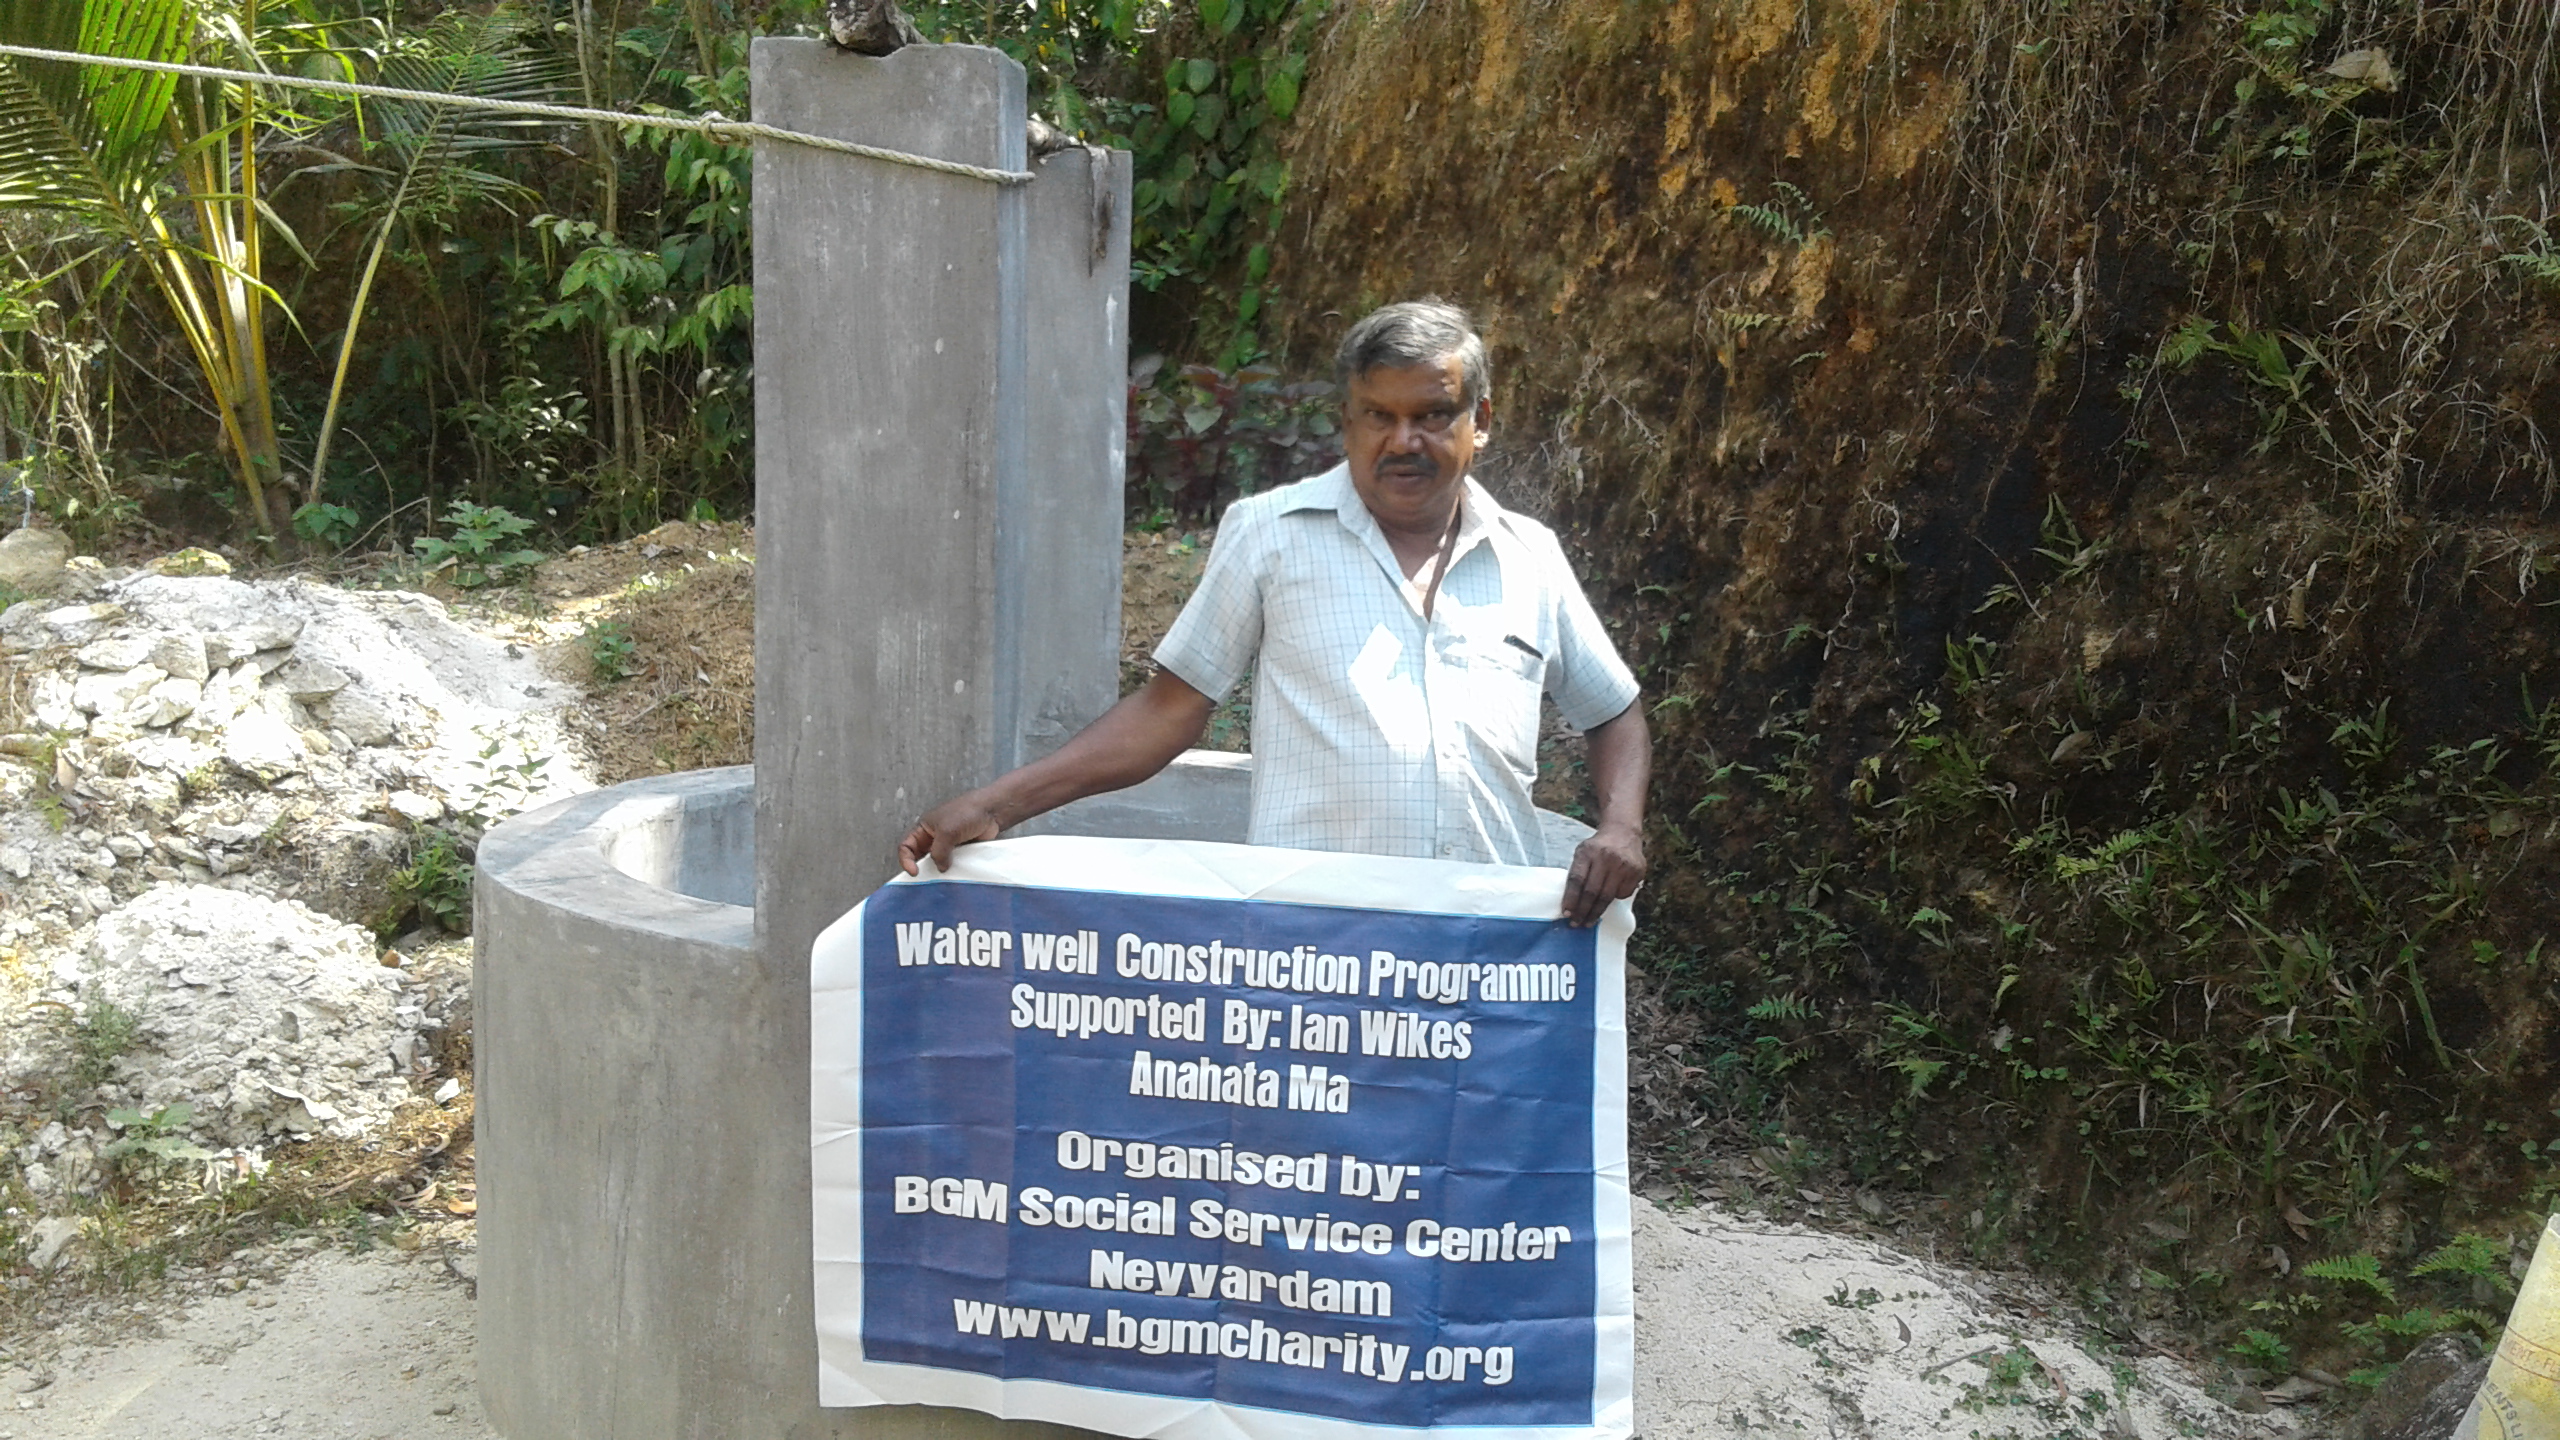 Water well Construction Programme
Supported By: Ian Wikes
Anahata Ma
Organised by:
BGM Social Service Center
Neyyardam
www.bgmcharity.org